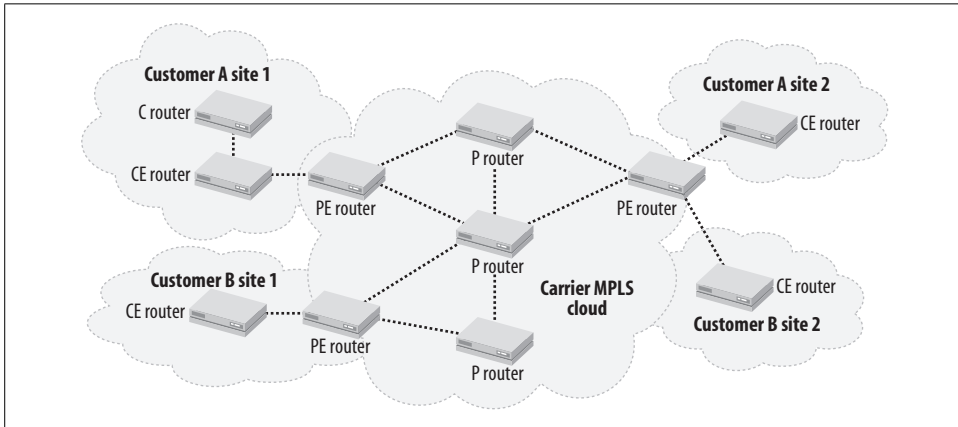 Customer A site 1
C router
CE router
PE router
P router
Customer A site 2
CE router
PE router
P router
Carrier MPLS
cloud
Customer B site 1
CE router
PE router
P router
CE router
Customer B site 2